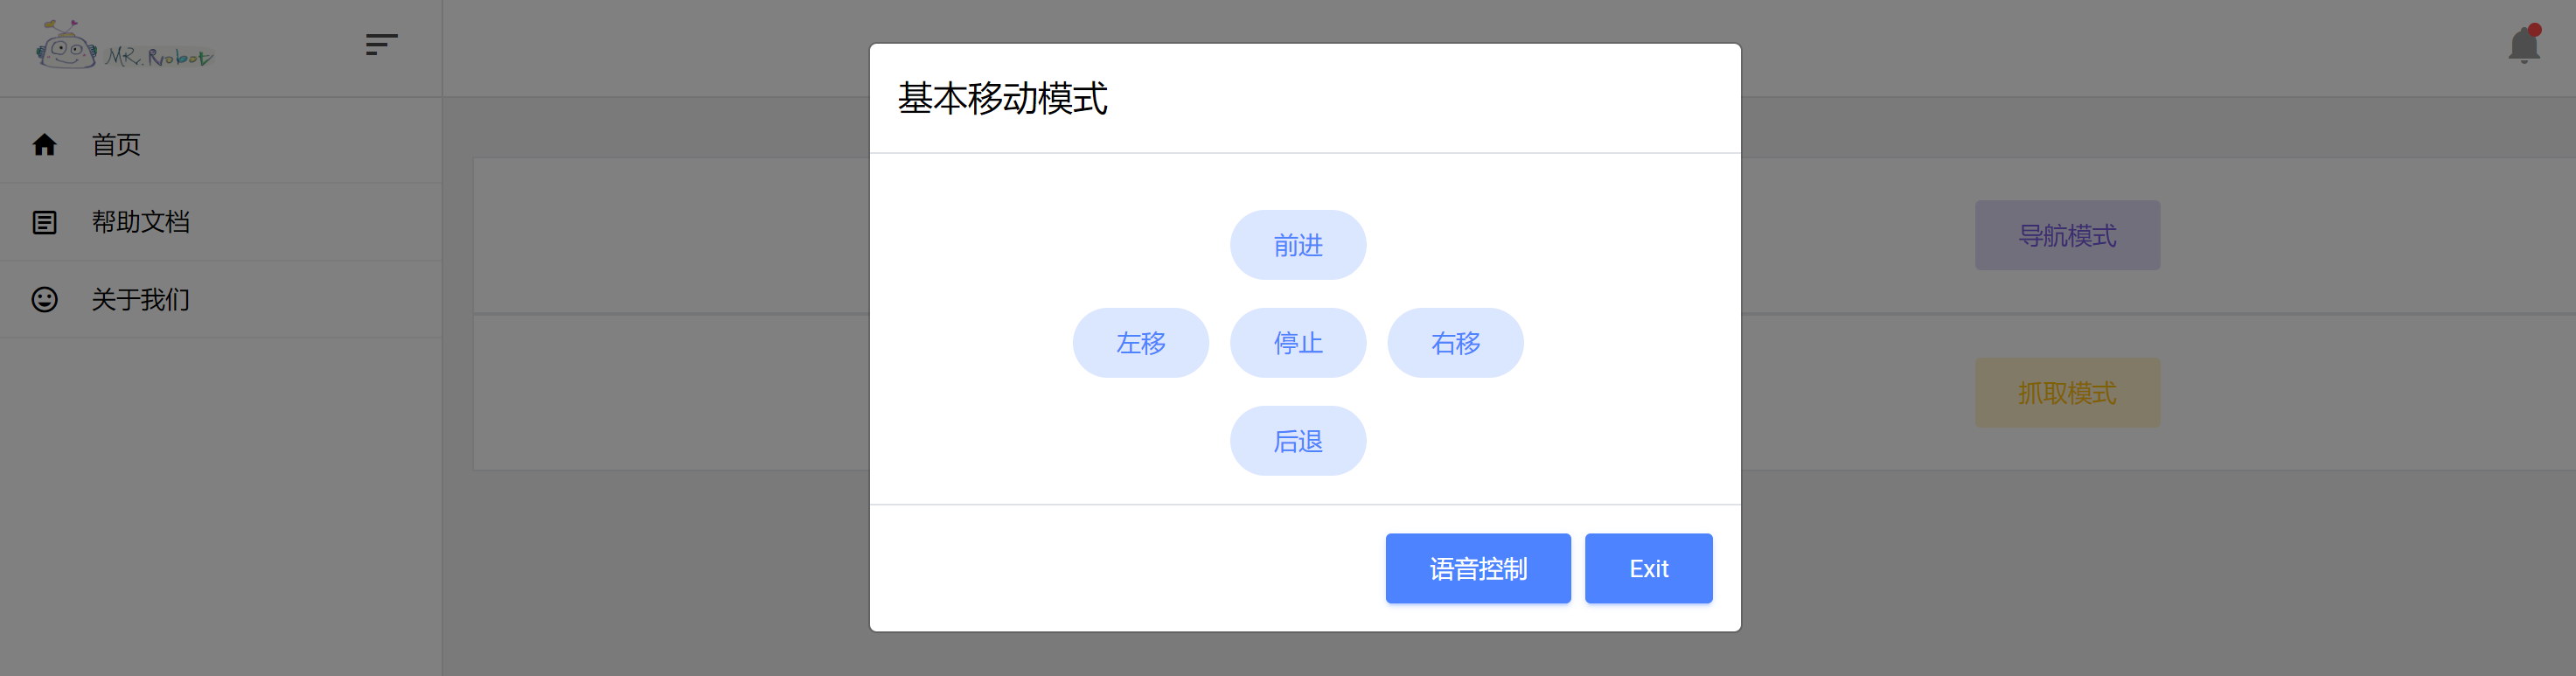 MR.Robot
首页
帮助文档
关于我们
基本移动模式
前进
左移 停止 右移
后退
语音控制 Exit
导航模式
抓取模式